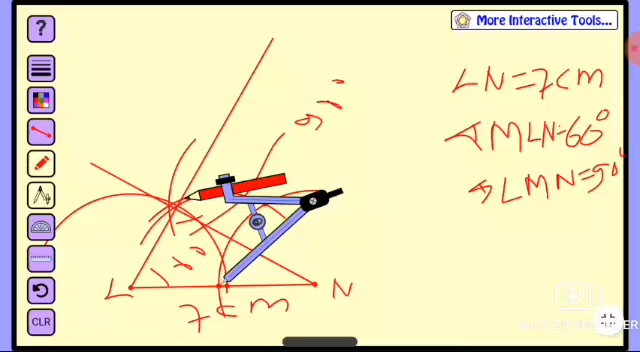 ?
More Interactive Tools...
LN=7cm
∢MLN=60°
∢LMN=90°
L
N
7cm
CLR